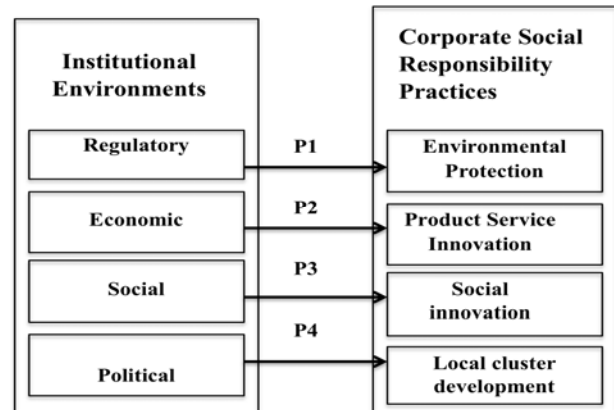 Institutional
Environments
Regulatory
Economic
Social
Political
P1
P2
P3
P4
Corporate Social
Responsibility
Practices
Environmental
Protection
Product Service
Innovation
Social
innovation
Local cluster
development